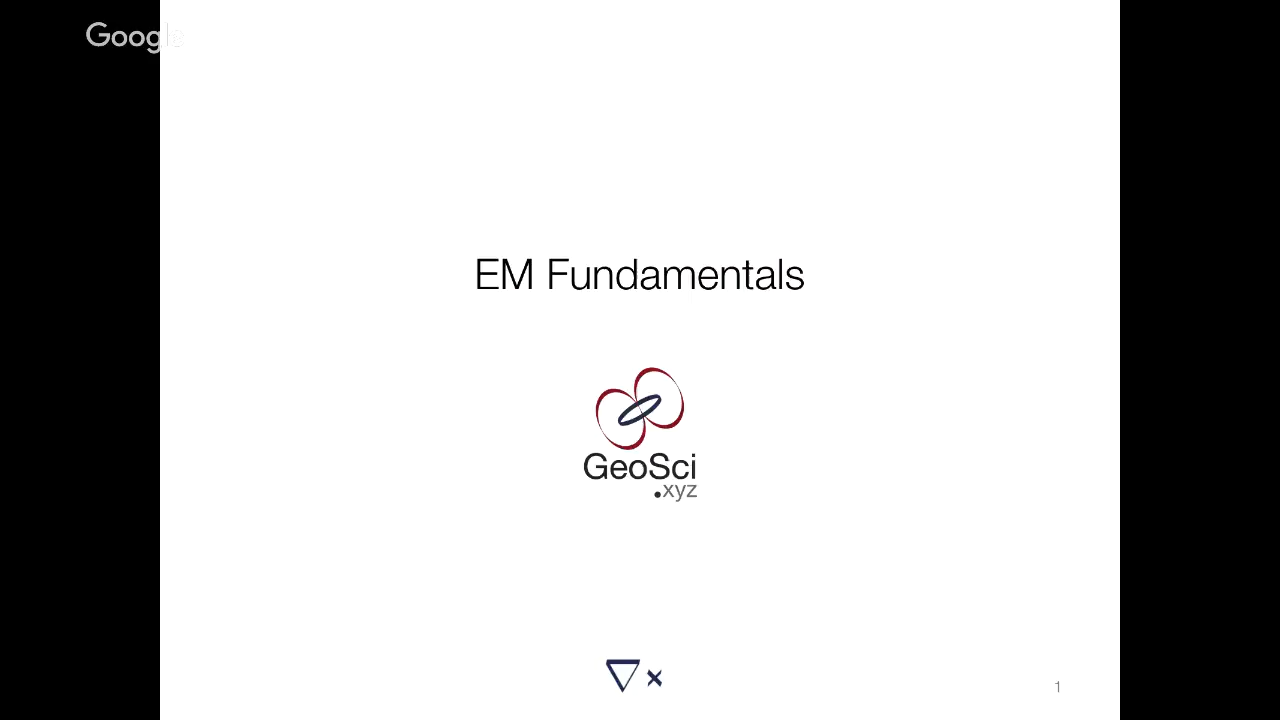 Google
EM Fundamentals
GeoSci
.xyz
∇ ×
1